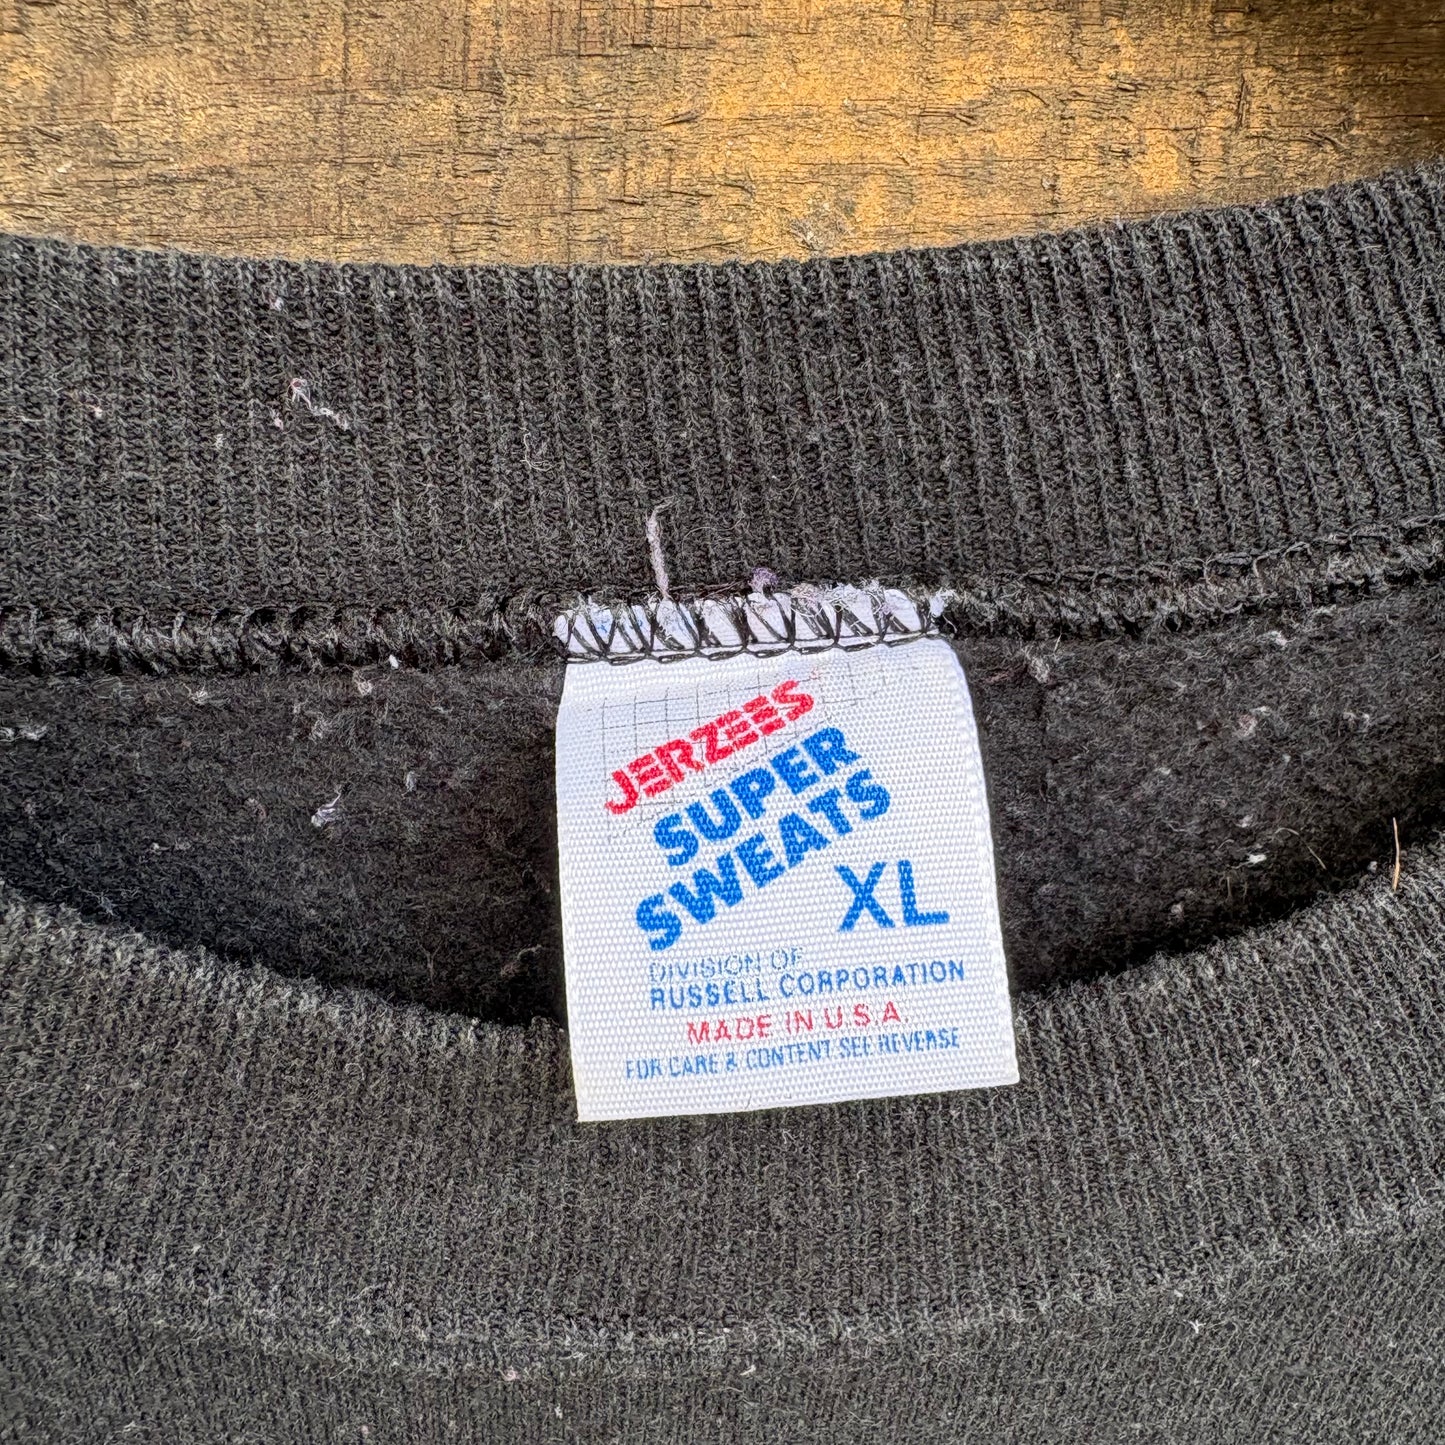 JERZEES
SUPER
SWEATS
XL
DIVISION OF
RUSSELL CORPORATION
MADE IN U.S.A.
FOR CARE & CONTENT SEE REVERSE